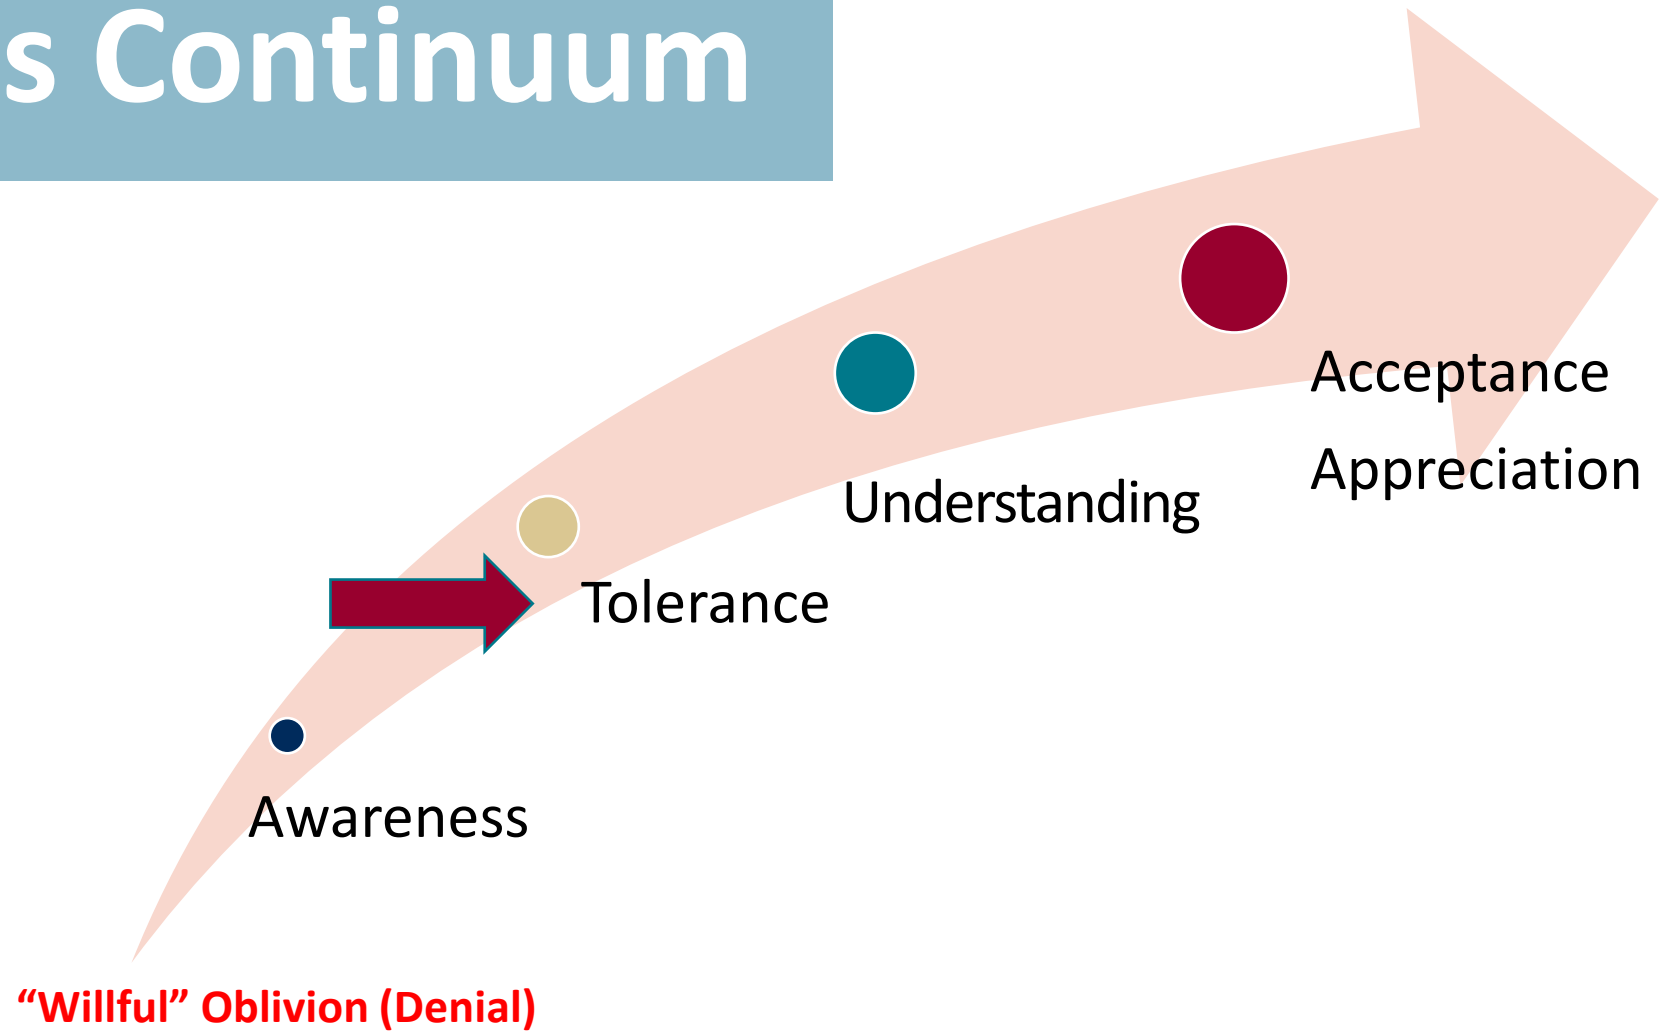 s Continuum
Acceptance
Appreciation
Understanding
Tolerance
Awareness
“Willful” Oblivion (Denial)